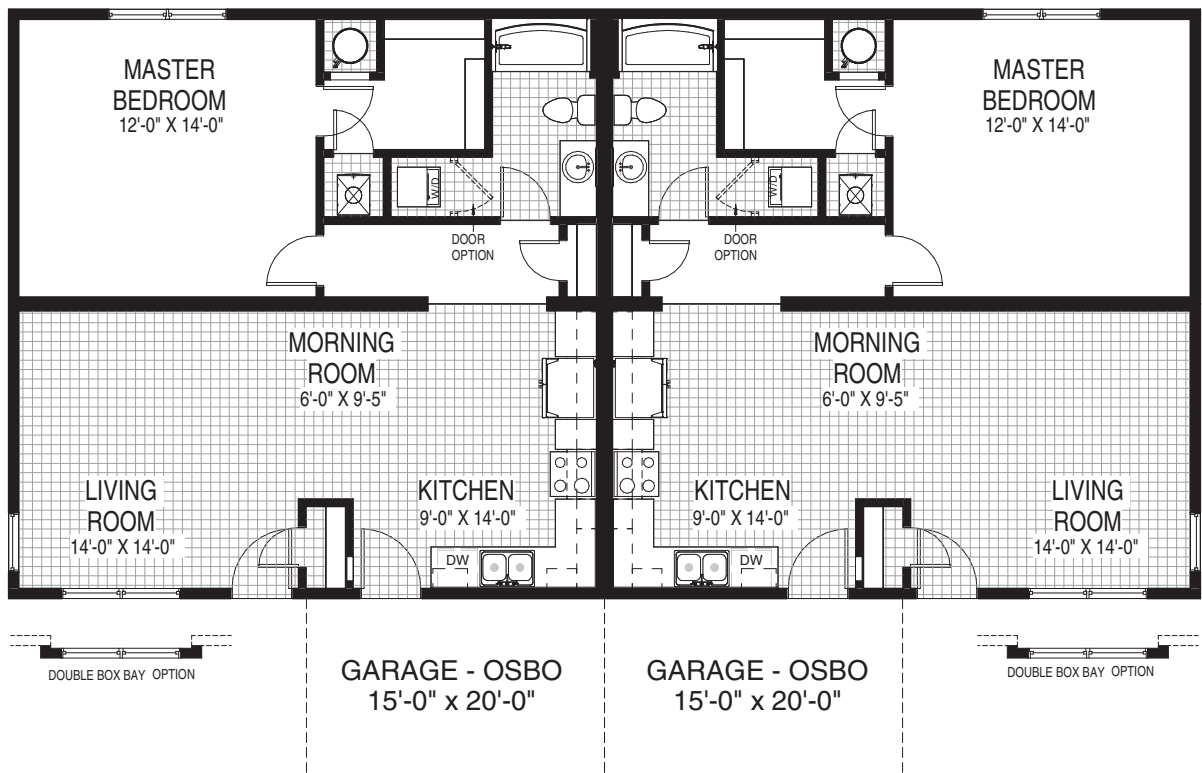 MASTER
BEDROOM
12'-0" X 14'-0"
MASTER
BEDROOM
12'-0" X 14'-0"
W/D
W/D
DOOR
OPTION
DOOR
OPTION
MORNING
ROOM
6'-0" X 9'-5"
MORNING
ROOM
6'-0" X 9'-5"
LIVING
ROOM
14'-0" X 14'-0"
KITCHEN
9'-0" X 14'-0"
KITCHEN
9'-0" X 14'-0"
LIVING
ROOM
14'-0" X 14'-0"
DW
DW
DOUBLE BOX BAY OPTION
GARAGE - OSBO
15'-0" x 20'-0"
GARAGE - OSBO
15'-0" x 20'-0"
DOUBLE BOX BAY OPTION